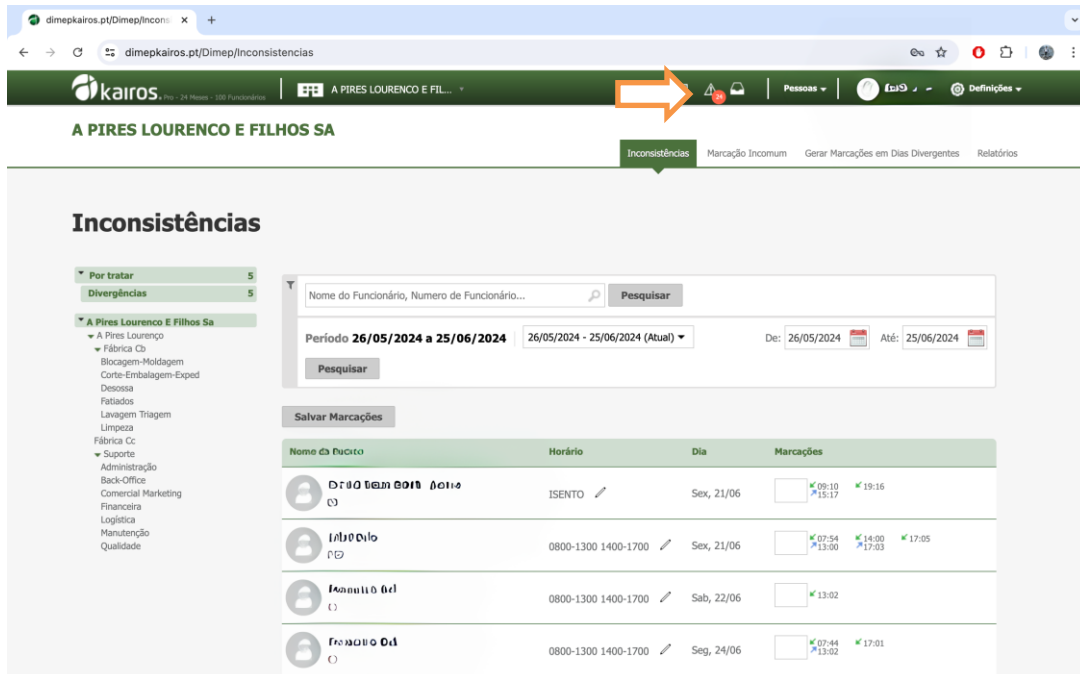 dimepkairos.pt/Dimep/Incons
dimepkairos.pt/Dimep/Inconsistencias
kairos. Pro - 24 Meses - 100 Funcionários
A PIRES LOURENCO E FIL...
24
Pessoas
Definições
A PIRES LOURENCO E FILHOS SA
Inconsistências Marcação Incomum Gerar Marcações em Dias Divergentes Relatórios
Inconsistências
Por tratar 5
Divergências 5
A Pires Lourenco E Filhos Sa
A Pires Lourenço
Fábrica Cb
Blocagem-Moldagem
Corte-Embalagem-Exped
Desossa
Fatiados
Lavagem Triagem
Limpeza
Fábrica Cc
Suporte
Administração
Back-Office
Comercial Marketing
Financeira
Logística
Manutenção
Qualidade
Nome do Funcionário, Numero de Funcionário... Pesquisar
Período 26/05/2024 a 25/06/2024 26/05/2024 - 25/06/2024 (Atual) De: 26/05/2024 Até: 25/06/2024
Pesquisar
Salvar Marcações
Nome Horário Dia Marcações
ISENTO Sex, 21/06 09:10 19:16
15:17
0800-1300 1400-1700 Sex, 21/06 07:54 14:00 17:05
13:00 17:03
0800-1300 1400-1700 Sab, 22/06 13:02
0800-1300 1400-1700 Seg, 24/06 07:44 17:01
13:02